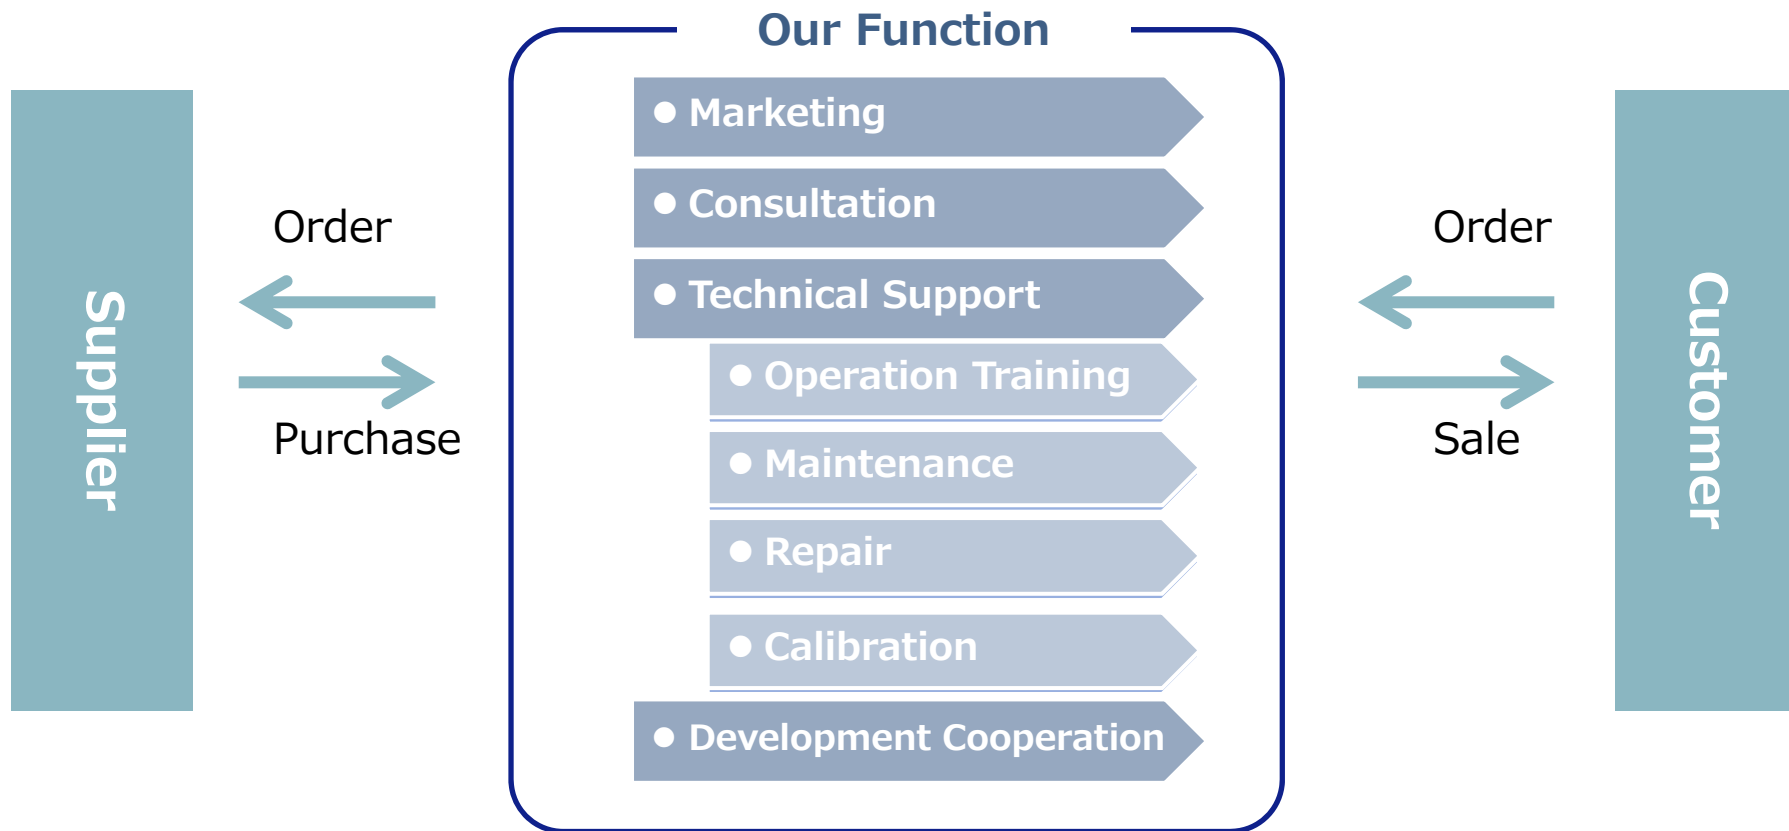 Our Function
Supplier
Order
Purchase
● Marketing
● Consultation
● Technical Support
● Operation Training
● Maintenance
● Repair
● Calibration
● Development Cooperation
Order
Sale
Customer